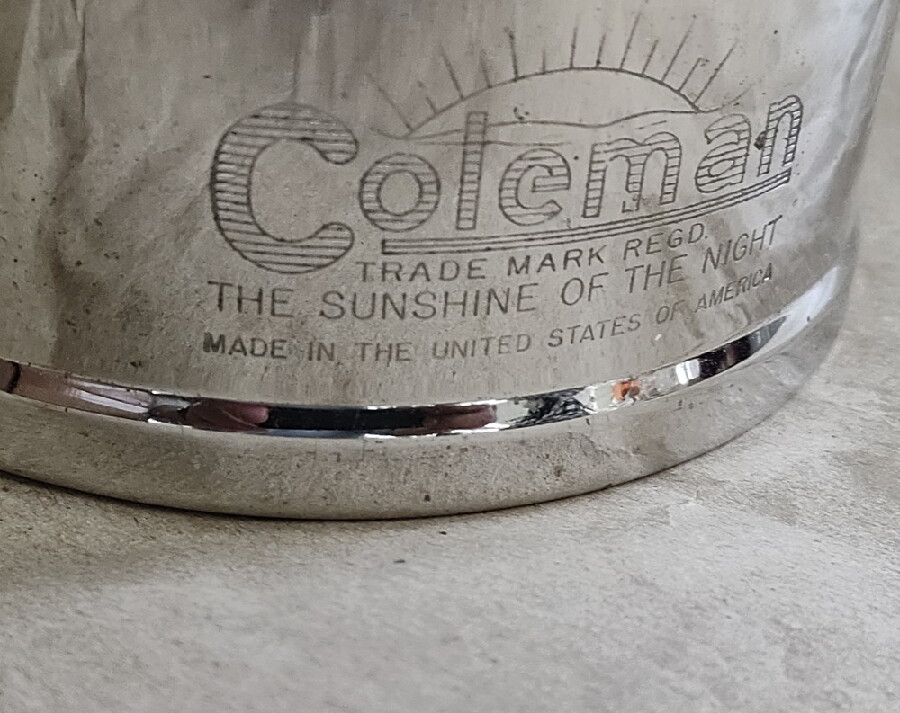 Coleman
TRADE MARK REGD.
THE SUNSHINE OF THE NIGHT
MADE IN THE UNITED STATES OF AMERICA